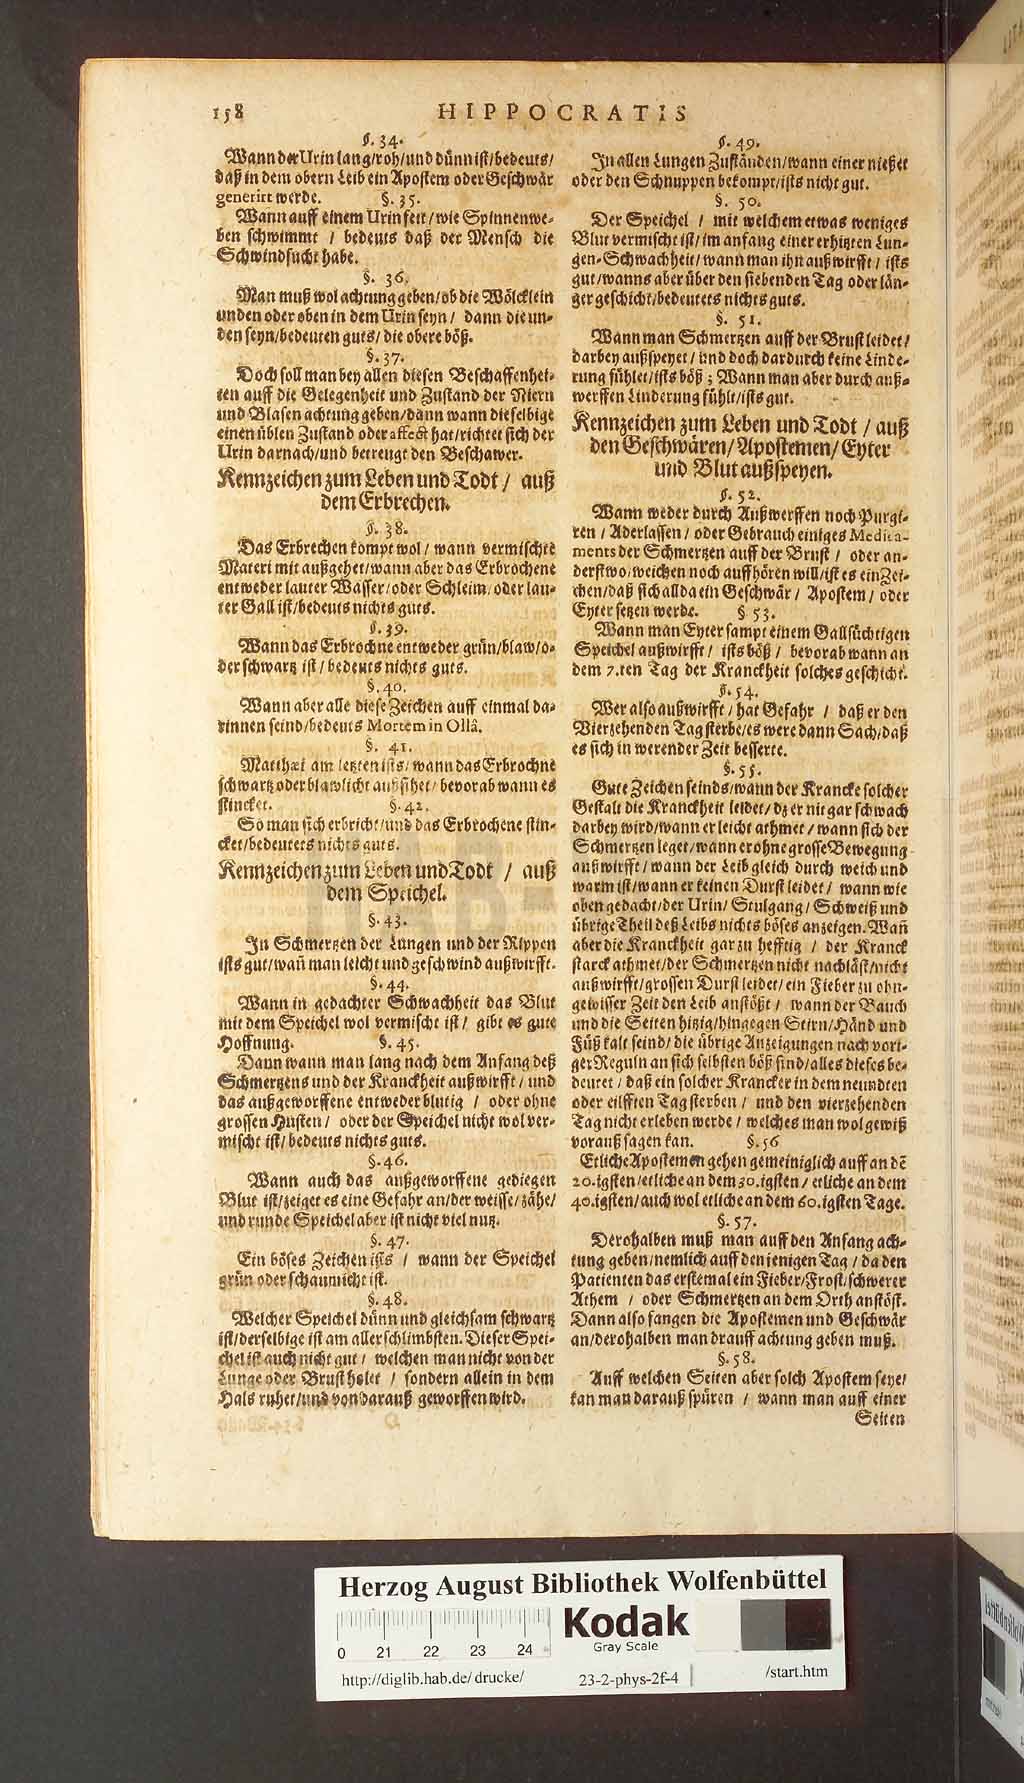 158
HIPPOCRATIS
§. 34.
Wann der Urin lang/roh/und dünn ist/bedeuts/
daß in dem obern Leib ein Apostem oder Geschwär
generirt werde. §. 35.
Wann auff einem Urin fett/wie Spinnenwe-
ben schwimmt / bedeuts daß der Mensch die
Schwindsucht habe.
§. 36.
Man muß wol achtung geben/ob die Wölcklein
unden oder oben in dem Urin seyn / dann die un-
den seyn/bedeuten guts/die obere böß.
§. 37.
Doch soll man bey allen diesen Beschaffenhei-
ten auff die Gelegenheit und Zustand der Niern
und Blasen achtung geben/dann wann dieselbige
einen üblen Zustand oder affect hat/richtet sich der
Urin darnach/und betreugt den Beschawer.
Kennzeichen zum Leben und Todt / auß
dem Erbrechen.
§. 38.
Das Erbrechen kompt wol / wann vermischte
Materi mit außgehet/wann aber das Erbrochene
entweder lauter Wasser/oder Schleim/oder lau-
ter Gall ist/bedeuts nichts guts.
§. 39.
Wann das Erbrochne entweder grün/blaw/o-
der schwartz ist / bedeuts nichts guts.
§. 40.
Wann aber alle diese Zeichen auff einmal da-
rinnen seind/bedeuts Mortem in Ollâ.
§. 41.
Matthæi am letzten ists/wann das Erbrochne
schwartz oder blawlicht außsihet/bevorab wann es
stincket. §. 42.
So man sich erbricht/und das Erbrochene stin-
cket/bedeutets nichts guts.
Kennzeichen zum Leben und Todt / auß
dem Speichel.
§. 43.
In Schmertzen der Lungen und der Rippen
ists gut/wañ man leicht und geschwind außwirfft.
§. 44.
Wann in gedachter Schwachheit das Blut
mit dem Speichel wol vermischt ist / gibt es gute
Hoffnung. §. 45.
Dann wann man lang nach dem Anfang deß
Schmertzens und der Kranckheit außwirfft / und
das außgeworffene entweder blutig / oder ohne
grossen Husten / oder der Speichel nicht wol ver-
mischt ist/bedeuts nichts guts.
§. 46.
Wann auch das außgeworffene gediegen
Blut ist/zeiget es eine Gefahr an/der weisse/zähe/
und runde Speichel aber ist nicht viel nutz.
§. 47.
Ein böses Zeichen ists / wann der Speichel
grün oder schaumicht ist.
§. 48.
Welcher Speichel dünn und gleichsam schwartz
ist/derselbige ist am allerschlimbsten. Dieser Spei-
chel ist auch nicht gut / welchen man nicht von der
Lunge oder Brust holet / sondern allein in dem
Hals ruhet/und von darauß geworffen wird.
§. 49.
In allen Lungen Zuständen/wann einer nießet
oder den Schnuppen bekompt/ists nicht gut.
§. 50.
Der Speichel / mit welchem etwas weniges
Blut vermischt ist/im anfang einer erhitzten Lun-
gen-Schwachheit/wann man ihn außwirfft / ists
gut/wanns aber über den siebenden Tag oder län-
ger geschicht/bedeutets nichts guts.
§. 51.
Wann man Schmertzen auff der Brust leidet/
darbey außspeyet / und doch dardurch keine Linde-
rung fühlet/ists böß ; Wann man aber durch auß-
werffen Linderung fühlt/ists gut.
Kennzeichen zum Leben und Todt / auß
den Geschwären/Apostemen/Eyter
und Blut außspeyen.
§. 52.
Wann weder durch Außwerffen noch Purgi-
ren / Aderlassen / oder Gebrauch einiges Medica-
ments der Schmertzen auff der Brust / oder an-
derstwo/weichen noch auffhören will/ist es ein Zei-
chen/daß sich allda ein Geschwär / Apostem / oder
Eyter setzen werde. §. 53.
Wann man Eyter sampt einem Gallsüchtigen
Speichel außwirfft / ists böß / bevorab wann an
dem 7.ten Tag der Kranckheit solches geschicht.
§. 54.
Wer also außwirfft / hat Gefahr / daß er den
Vierzehenden Tag sterbe/es were dann Sach/daß
es sich in werender Zeit besserte.
§. 55.
Gute Zeichen seinds/wann der Krancke solcher
Gestalt die Kranckheit leidet/dz er nit gar schwach
darbey wird/wann er leicht athmet / wann sich der
Schmertzen leget/wann er ohne grosse Bewegung
außwirfft / wann der Leib gleich durch weich und
warm ist/wann er keinen Durst leidet / wann wie
oben gedacht/der Urin/ Stulgang/ Schweiß und
übrige Theil deß Leibs nichts böses anzeigen. Wañ
aber die Kranckheit gar zu hefftig / der Kranck
starck athmet/der Schmertzen nicht nachläst/nicht
außwirfft/grossen Durst leidet/ein Fieber zu ohn-
gewisser Zeit den Leib anstößt / wann der Bauch
und die Seiten hitzig/hingegen Stirn/Händ und
Füß kalt seind/ die übrige Anzeigungen nach vori-
ger Reguln an sich selbsten böß sind/alles dieses be-
deutet / daß ein solcher Krancker in dem neundten
oder eilfften Tag sterben / und den vierzehenden
Tag nicht erleben werde / welches man wol gewiß
vorauß sagen kan. §. 56
Etliche Apostemen gehen gemeiniglich auff an dē
20.igsten/etliche an dem 30.igsten / etliche an dem
40.igsten/auch wol etliche an dem 60.igsten Tage.
§. 57.
Derohalben muß man auff den Anfang ach-
tung geben/nemlich auff den jenigen Tag / da den
Patienten das erstemal ein Fieber/Frost/schwerer
Athem / oder Schmertzen an dem Orth anstöst.
Dann also fangen die Apostemen und Geschwär
an/derohalben man drauff achtung geben muß.
§. 58.
Auff welchen Seiten aber solch Apostem seye/
kan man darauß spüren / wann man auff einer
Seiten
Herzog August Bibliothek Wolfenbüttel
Kodak
Gray Scale
0 21 22 23 24
http://diglib.hab.de/drucke/ 23-2-phys-2f-4 /start.htm